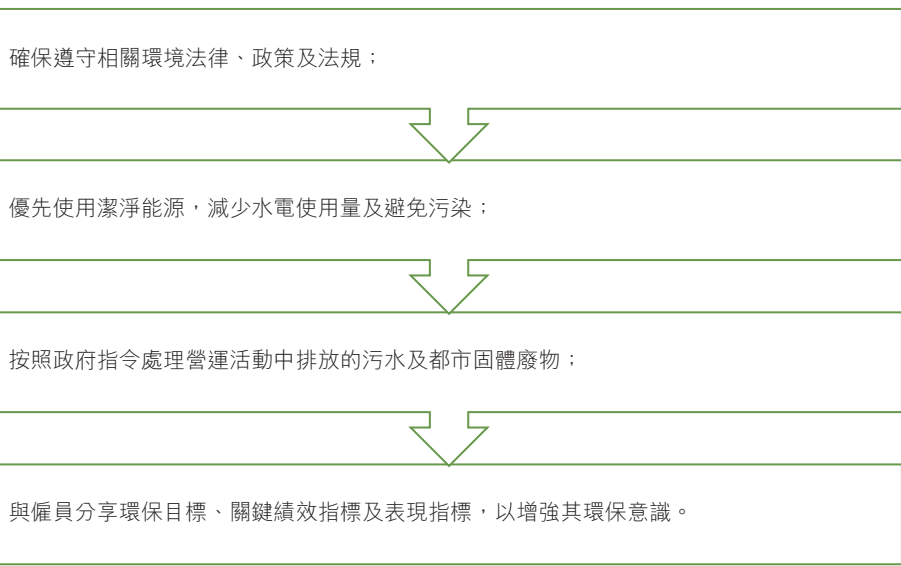 確保遵守相關環境法律、政策及法規；
優先使用潔淨能源，減少水電使用量及避免污染；
按照政府指令處理營運活動中排放的污水及都市固體廢物；
與僱員分享環保目標、關鍵績效指標及表現指標，以增強其環保意識。